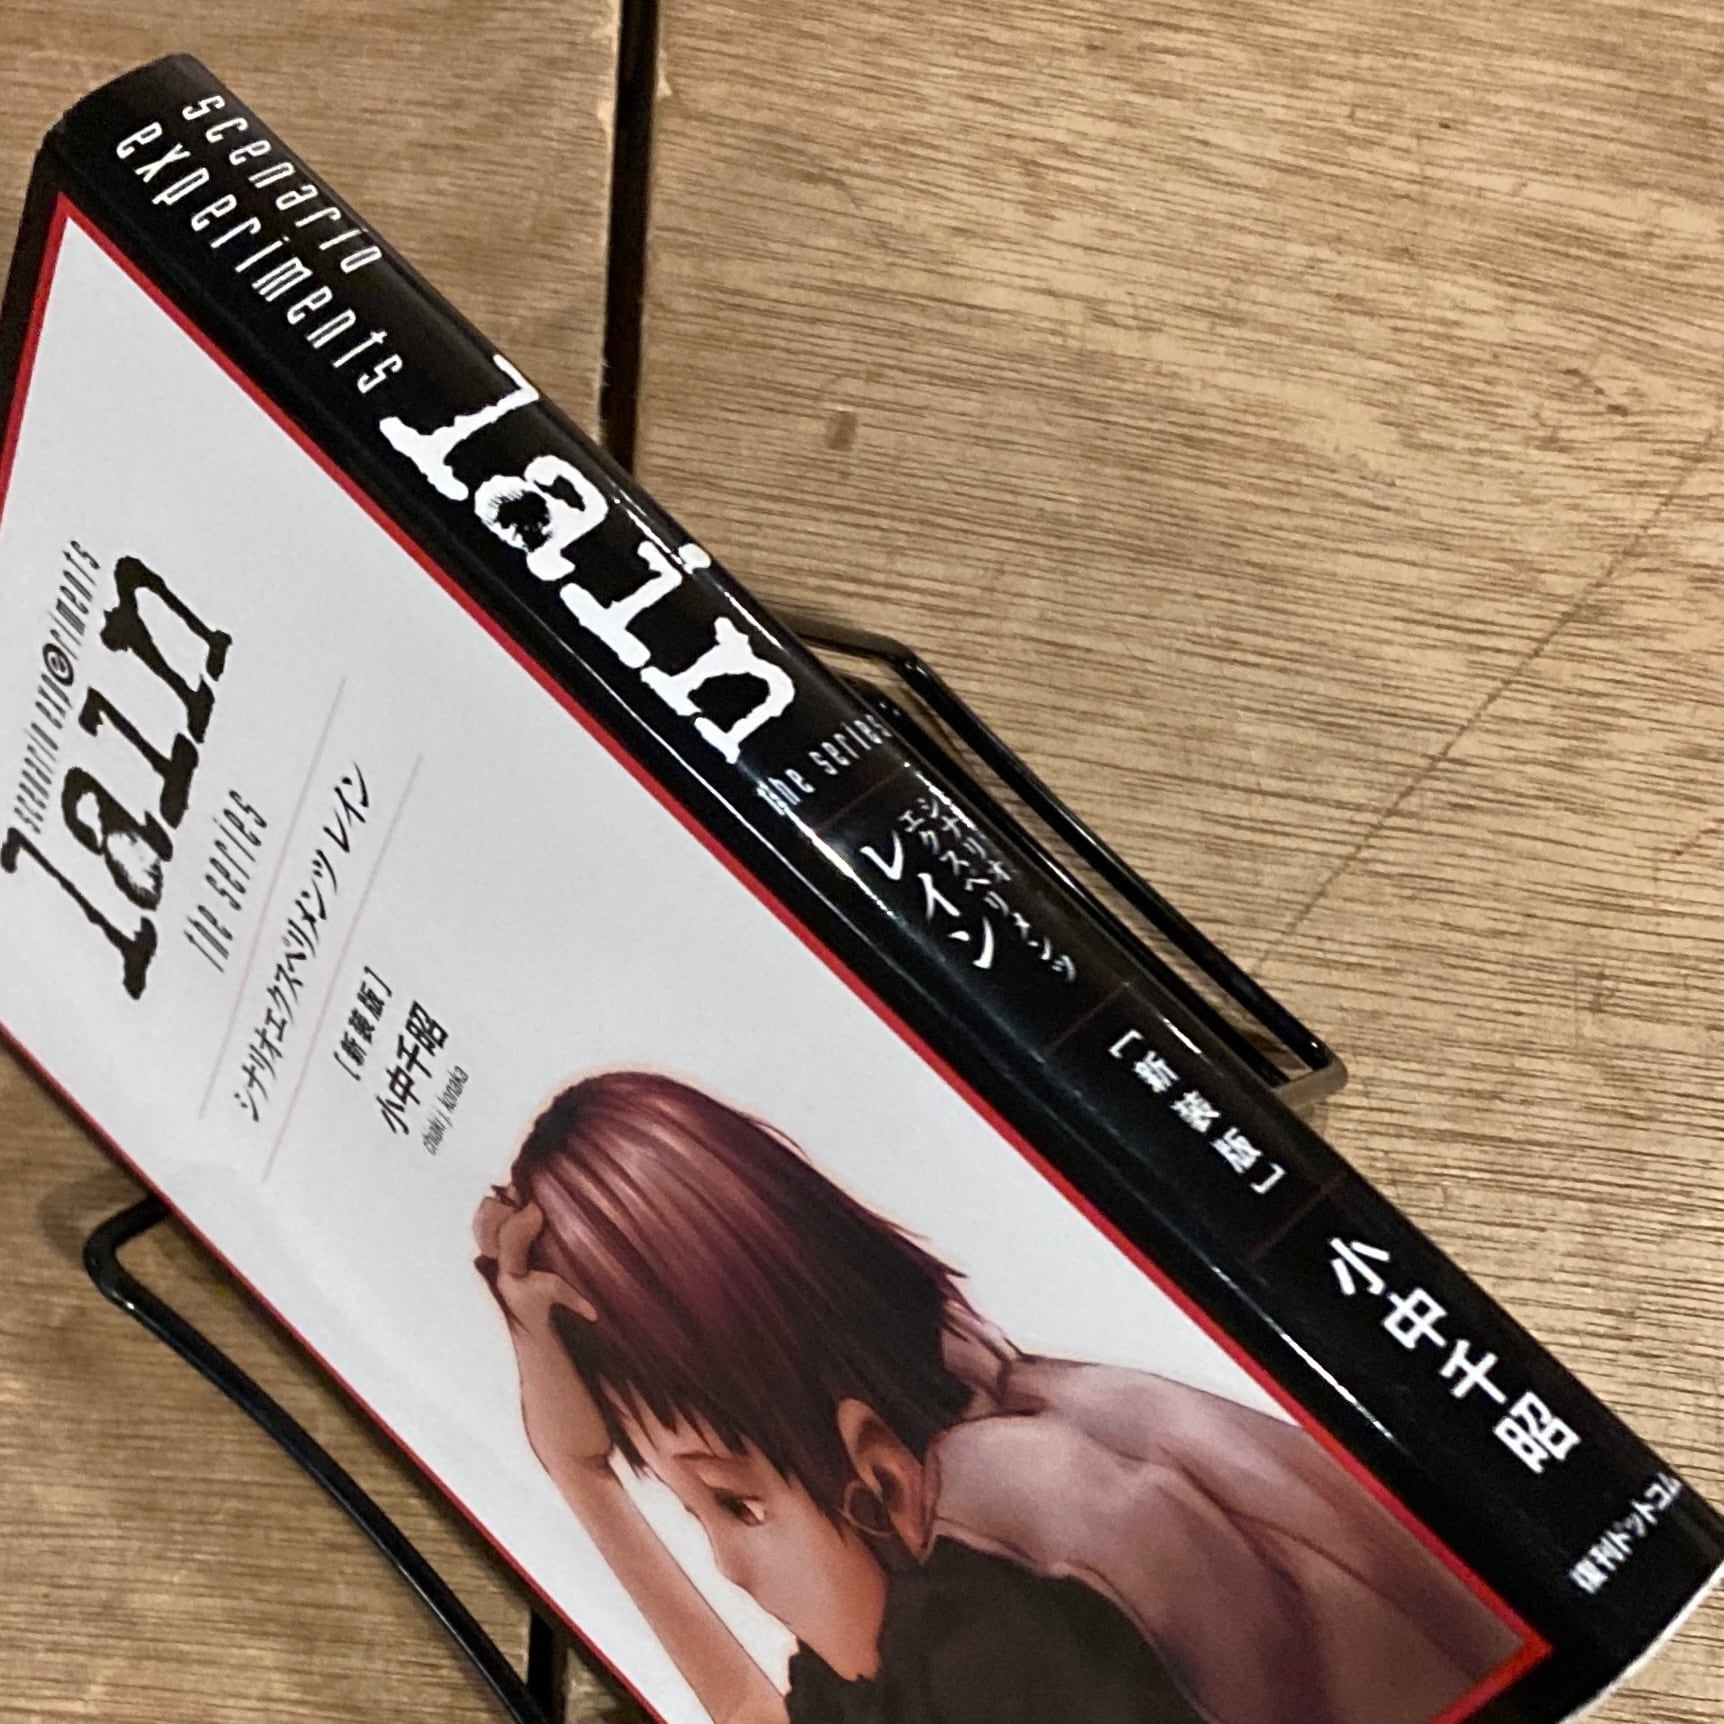 scenario
experiments
lain
the series
シナリオ
エクスペリメンツ
レイン
[新装版]
小中千昭
復刊ドットコム
scenario experiments
lain
the series
シナリオエクスペリメンツ レイン
[新装版]
小中千昭
chiaki j. konaka